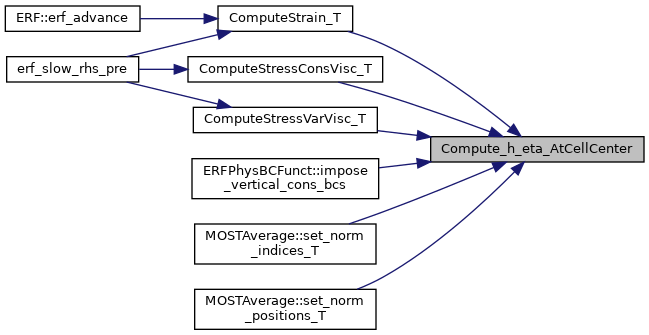 ERF::erf_advance
ComputeStrain_T
erf_slow_rhs_pre
ComputeStressConsVisc_T
ComputeStressVarVisc_T
Compute_h_eta_AtCellCenter
ERFPhysBCFunct::impose
_vertical_cons_bcs
MOSTAverage::set_norm
_indices_T
MOSTAverage::set_norm
_positions_T